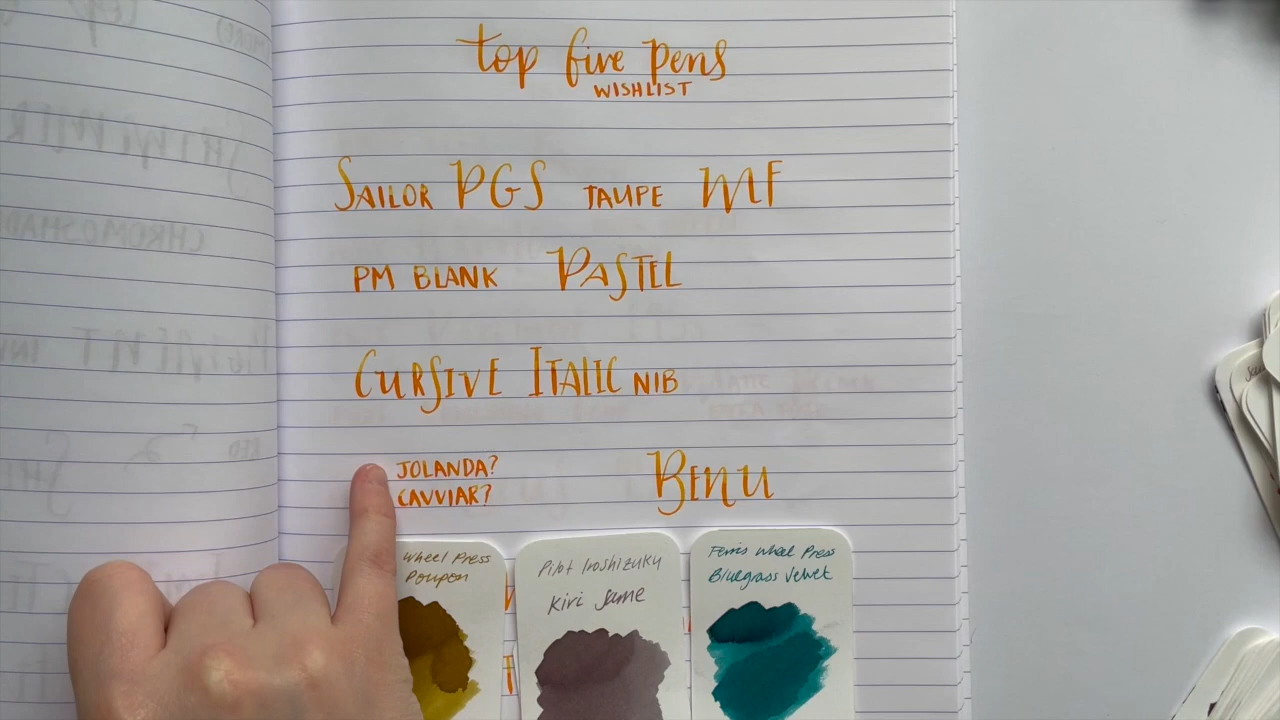 top five pens
WISHLIST
SAILOR PGS TAUPE MF
PM BLANK PASTEL
CURSIVE ITALIC NIB
JOLANDA?
CAVVIAR?
BENU
Wheel Press
Poupon
Pilot Iroshizuku
Kiri Same
Ferris Wheel Press
Bluegrass Velvet